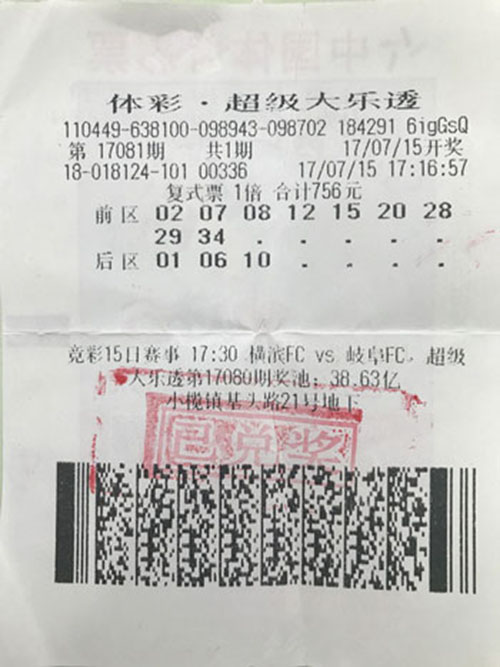 体彩·超级大乐透
110449-638100-098943-098702 184291 6igGsQ
第 17081期 共1期 17/07/15开奖
18-018124-101 00336 17/07/15 17:16:57
复式票 1倍 合计756元
前区 02 07 08 12 15 20 28
29 34 . . . . .
后区 01 06 10 . . . .
竞彩15日赛事 17:30 横滨FC vs 岐阜FC，超级
大乐透第17080期奖池：38.63亿
小榄镇基头路21号地下
已兑奖